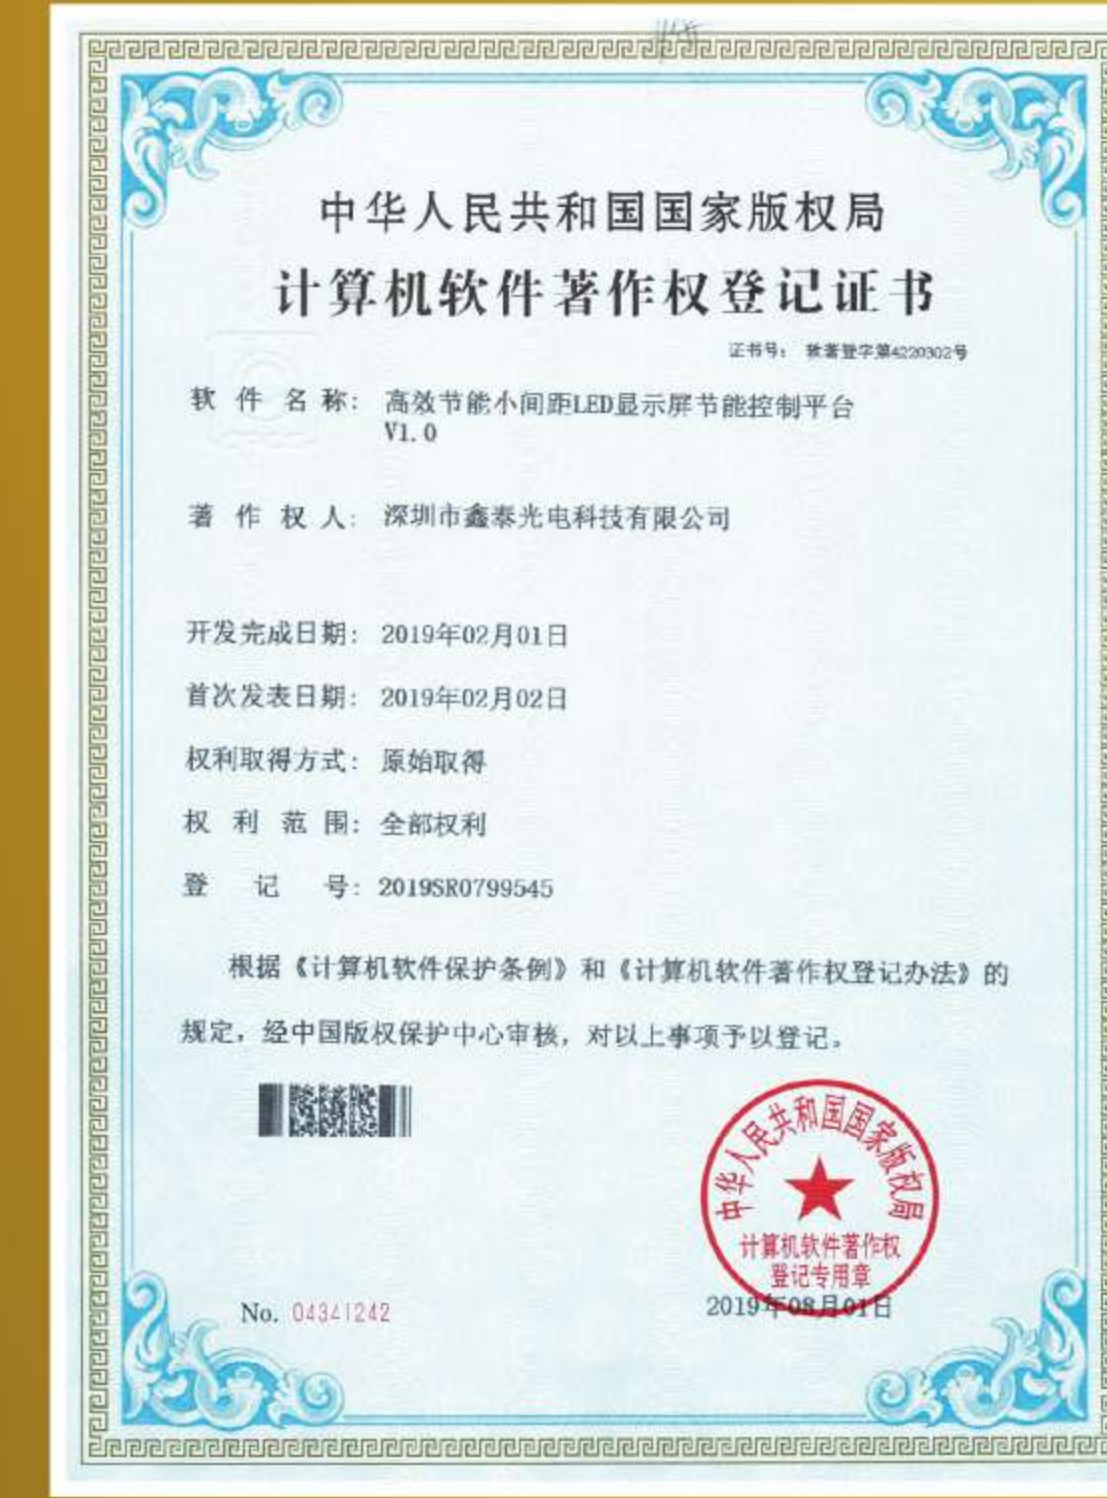 中华人民共和国国家版权局
计算机软件著作权登记证书
证书号： 软著登字第4220302号
软件名称： 高效节能小间距LED显示屏节能控制平台
V1.0
著作权人： 深圳市鑫泰光电科技有限公司
开发完成日期： 2019年02月01日
首次发表日期： 2019年02月02日
权利取得方式： 原始取得
权利范围： 全部权利
登记号： 2019SR0799545
根据《计算机软件保护条例》和《计算机软件著作权登记办法》的
规定，经中国版权保护中心审核，对以上事项予以登记。
中华人民共和国国家版权局
计算机软件著作权
登记专用章
No. 04341242
2019年08月01日